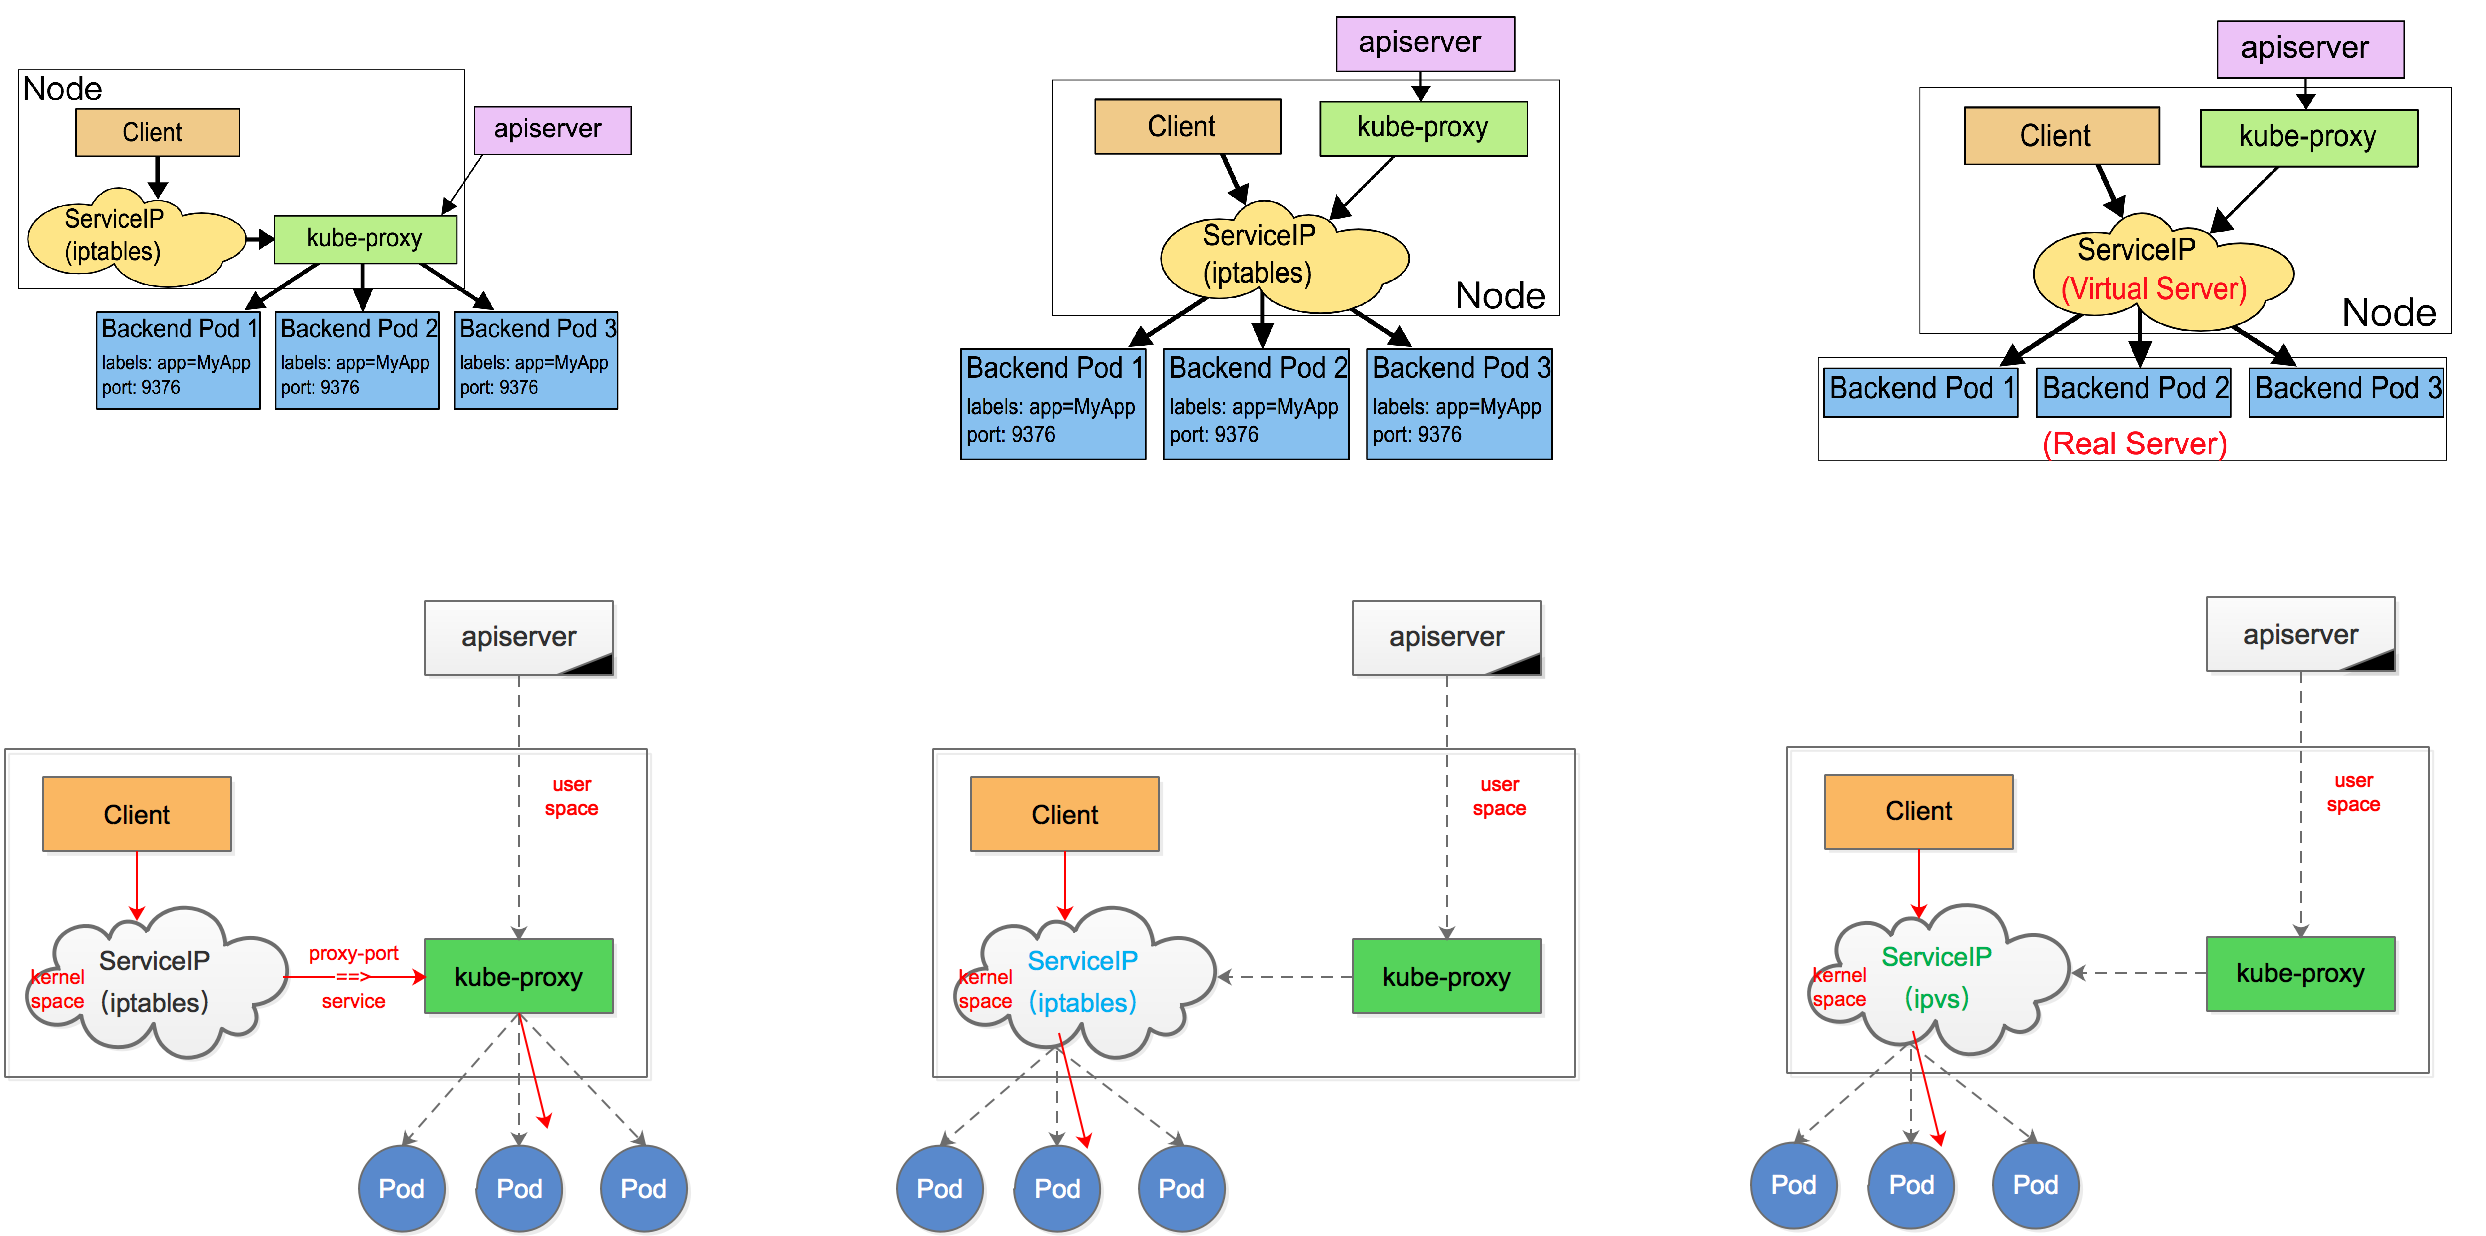 Node
Client
apiserver
ServiceIP
(iptables)
kube-proxy
Backend Pod 1
labels: app=MyApp
port: 9376
Backend Pod 2
labels: app=MyApp
port: 9376
Backend Pod 3
labels: app=MyApp
port: 9376
apiserver
Client
kube-proxy
ServiceIP
(iptables)
Node
Backend Pod 1
labels: app=MyApp
port: 9376
Backend Pod 2
labels: app=MyApp
port: 9376
Backend Pod 3
labels: app=MyApp
port: 9376
apiserver
Client
kube-proxy
ServiceIP
(Virtual Server)
Node
Backend Pod 1
Backend Pod 2
Backend Pod 3
(Real Server)
apiserver
user
space
Client
ServiceIP
(iptables)
kernel
space
proxy-port
==>
service
kube-proxy
Pod
Pod
Pod
apiserver
user
space
Client
ServiceIP
(iptables)
kernel
space
kube-proxy
Pod
Pod
Pod
apiserver
user
space
Client
ServiceIP
(ipvs)
kernel
space
kube-proxy
Pod
Pod
Pod